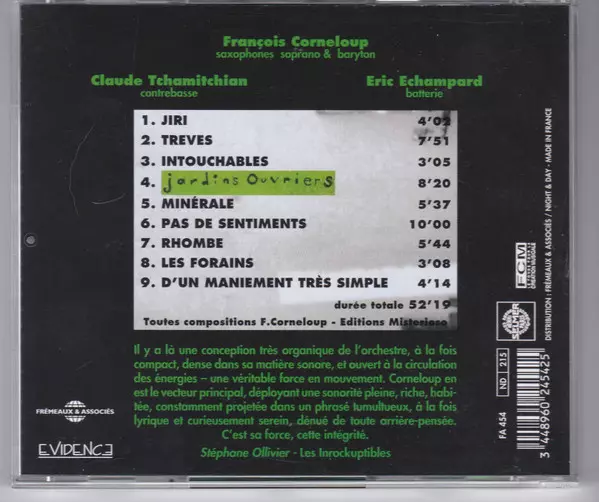 François Corneloup
saxophones soprano & baryton
Claude Tchamitchian
contrebasse
Eric Echampard
batterie
1. JIRI 4'02
2. TREVES 7'51
3. INTOUCHABLES 3'05
4. jardins Ouvriers 8'20
5. MINÉRALE 5'37
6. PAS DE SENTIMENTS 10'00
7. RHOMBE 5'44
8. LES FORAINS 3'08
9. D'UN MANIEMENT TRÈS SIMPLE 4'14
durée totale 52'19
Toutes compositions F.Corneloup - Editions Misterioso
Il y a là une conception très organique de l'orchestre, à la fois
compact, dense dans sa matière sonore, et ouvert à la circulation
des énergies – une véritable force en mouvement. Corneloup en
est le vecteur principal, déployant une sonorité pleine, riche, habi-
tée, constamment projetée dans un phrasé tumultueux, à la fois
lyrique et curieusement serein, dénué de toute arrière-pensée.
C'est sa force, cette intégrité.
Stéphane Ollivier - Les Inrockuptibles
FRÉMEAUX & ASSOCIÉS
EVIDENCE
DISTRIBUTION : FRÉMEAUX & ASSOCIÉS / NIGHT & DAY - MADE IN FRANCE
FCM
SELMER
FA 454
ND 215
3 448960 245425